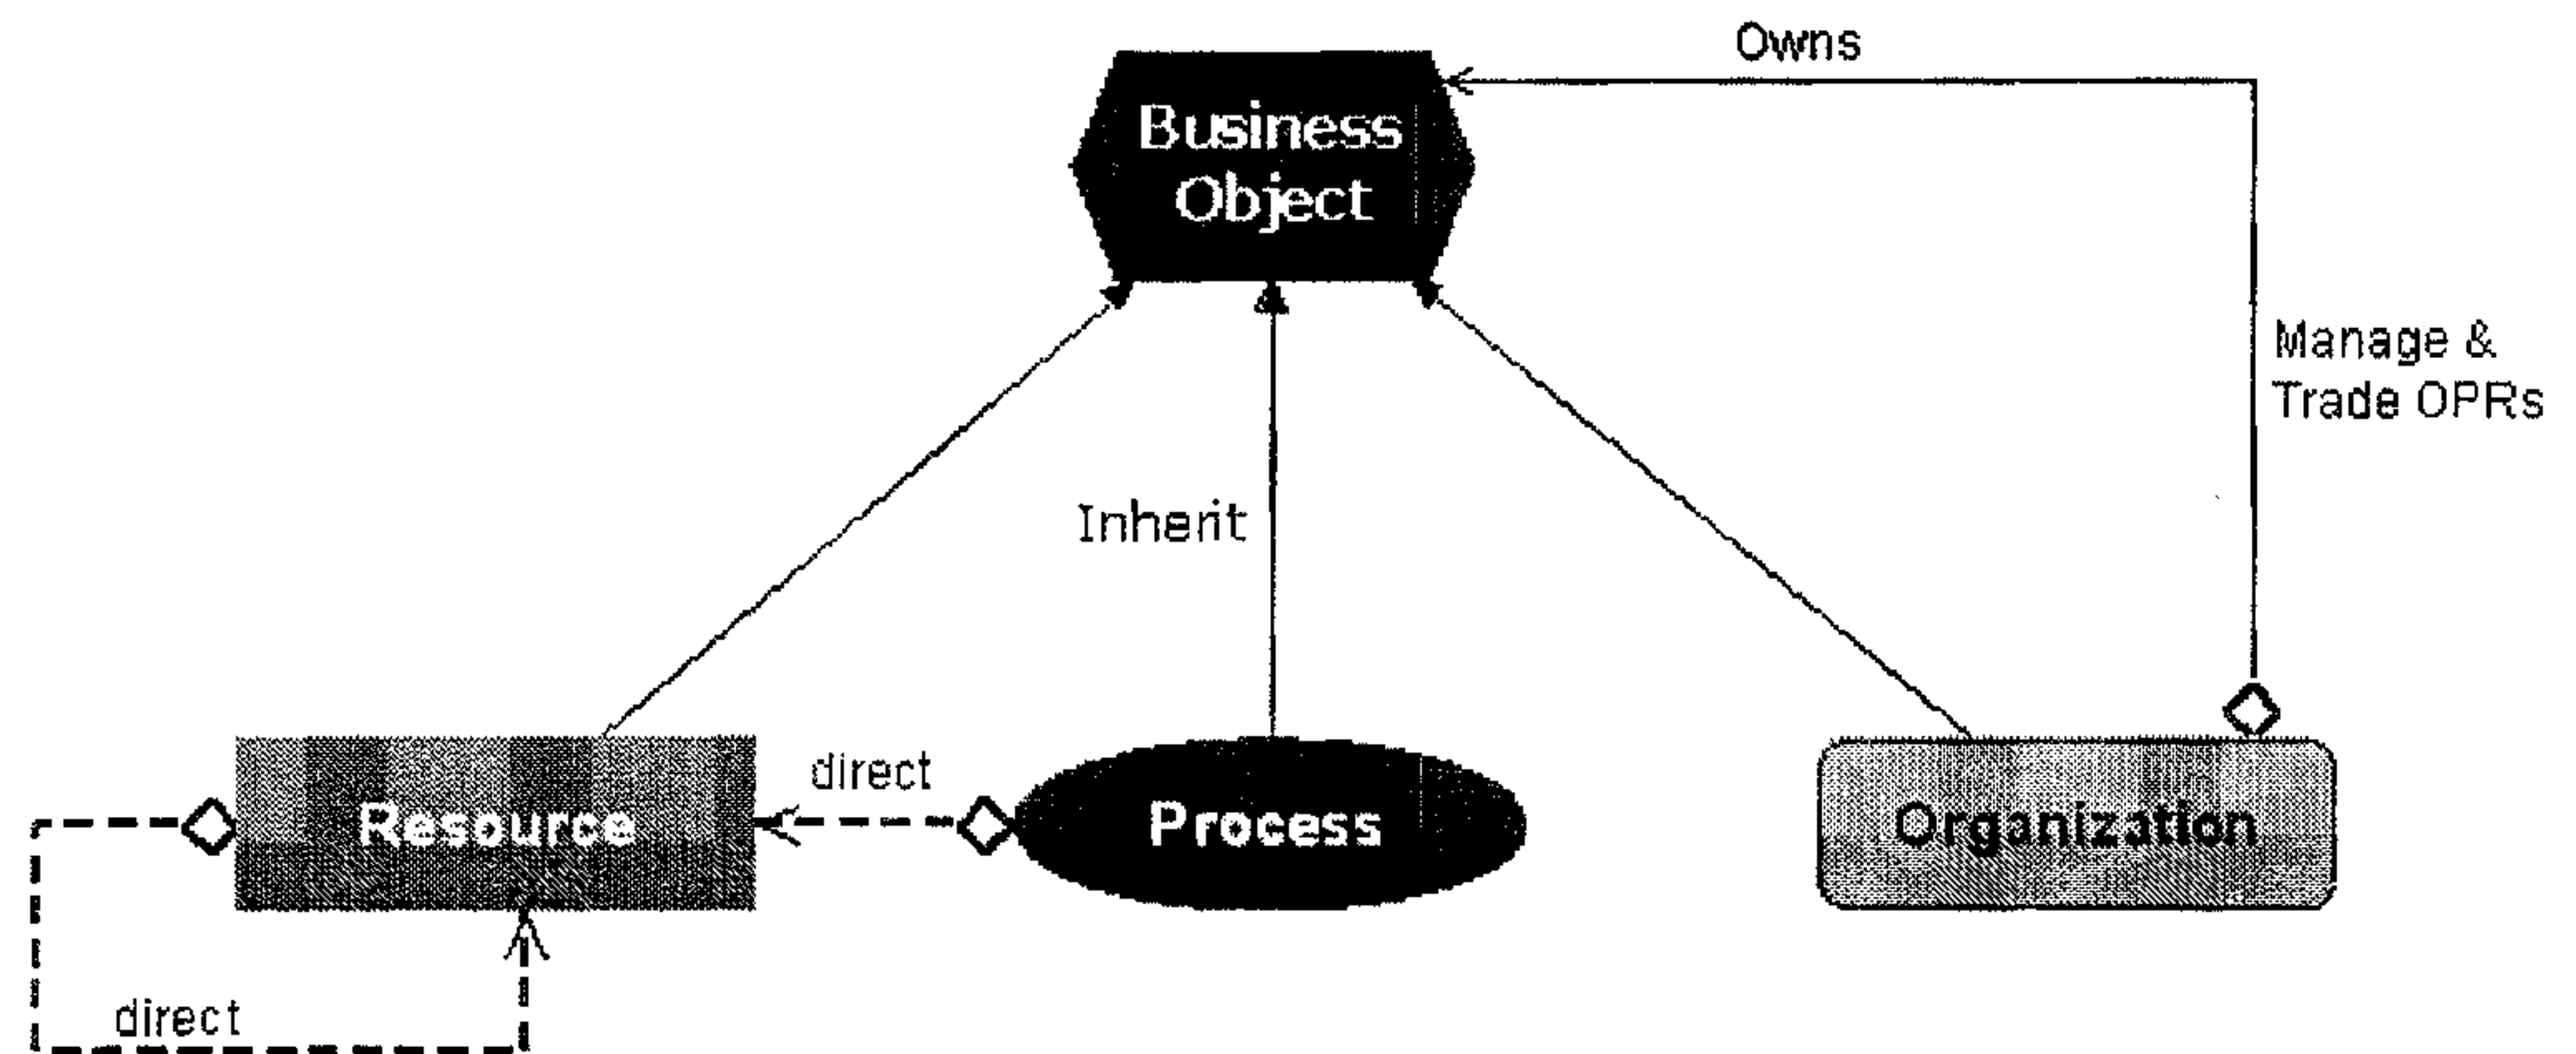 Owns
Business
Object
Manage &
Trade OPRs
Inherit
direct
Resource
Process
Organization
direct